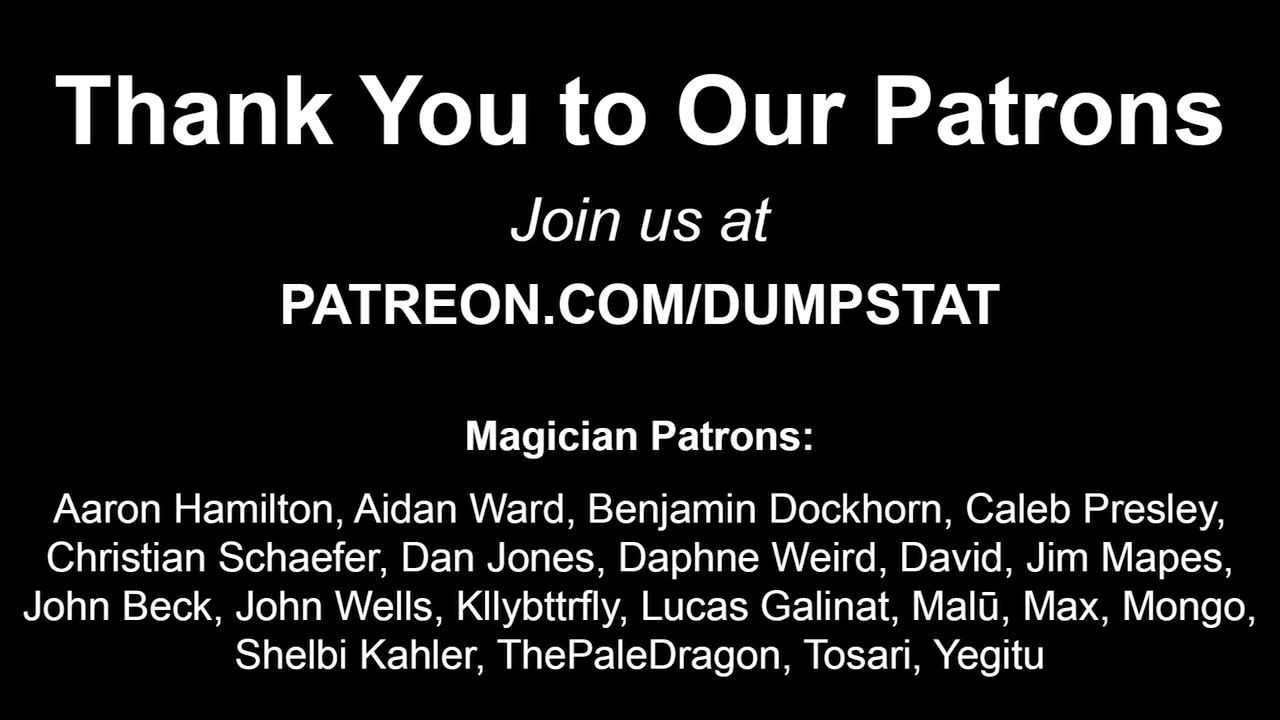 Thank You to Our Patrons
Join us at
PATREON.COM/DUMPSTAT
Magician Patrons:
Aaron Hamilton, Aidan Ward, Benjamin Dockhorn, Caleb Presley,
Christian Schaefer, Dan Jones, Daphne Weird, David, Jim Mapes,
John Beck, John Wells, Kllybttrfly, Lucas Galinat, Malū, Max, Mongo,
Shelbi Kahler, ThePaleDragon, Tosari, Yegitu